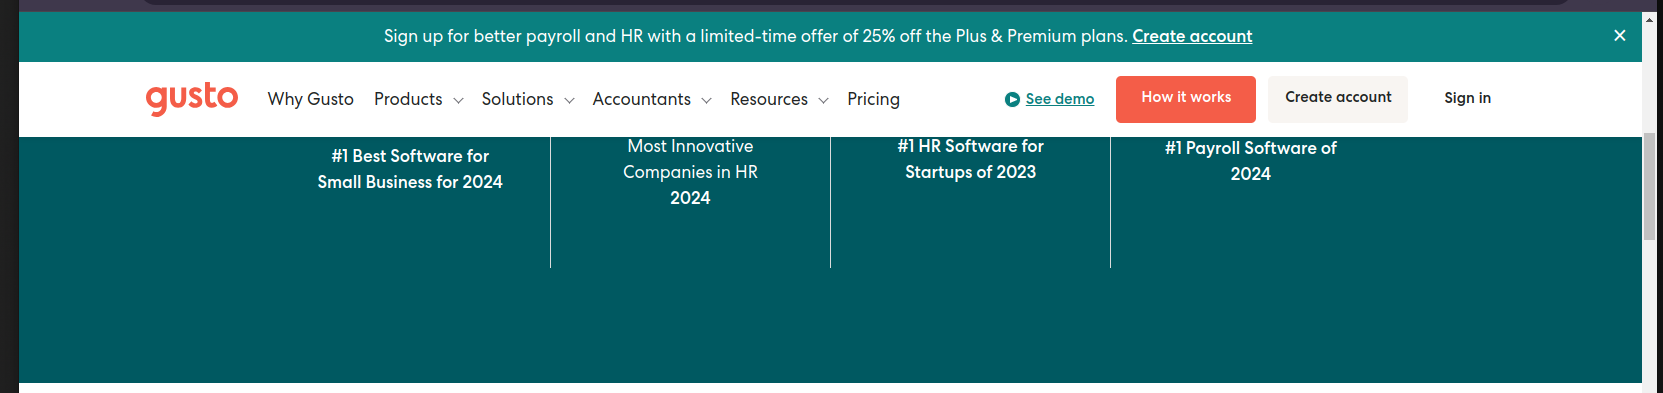 Sign up for better payroll and HR with a limited-time offer of 25% off the Plus & Premium plans. Create account
gusto
Why Gusto
Products
Solutions
Accountants
Resources
Pricing
See demo
How it works
Create account
Sign in
#1 Best Software for
Small Business for 2024
Most Innovative
Companies in HR
2024
#1 HR Software for
Startups of 2023
#1 Payroll Software of
2024